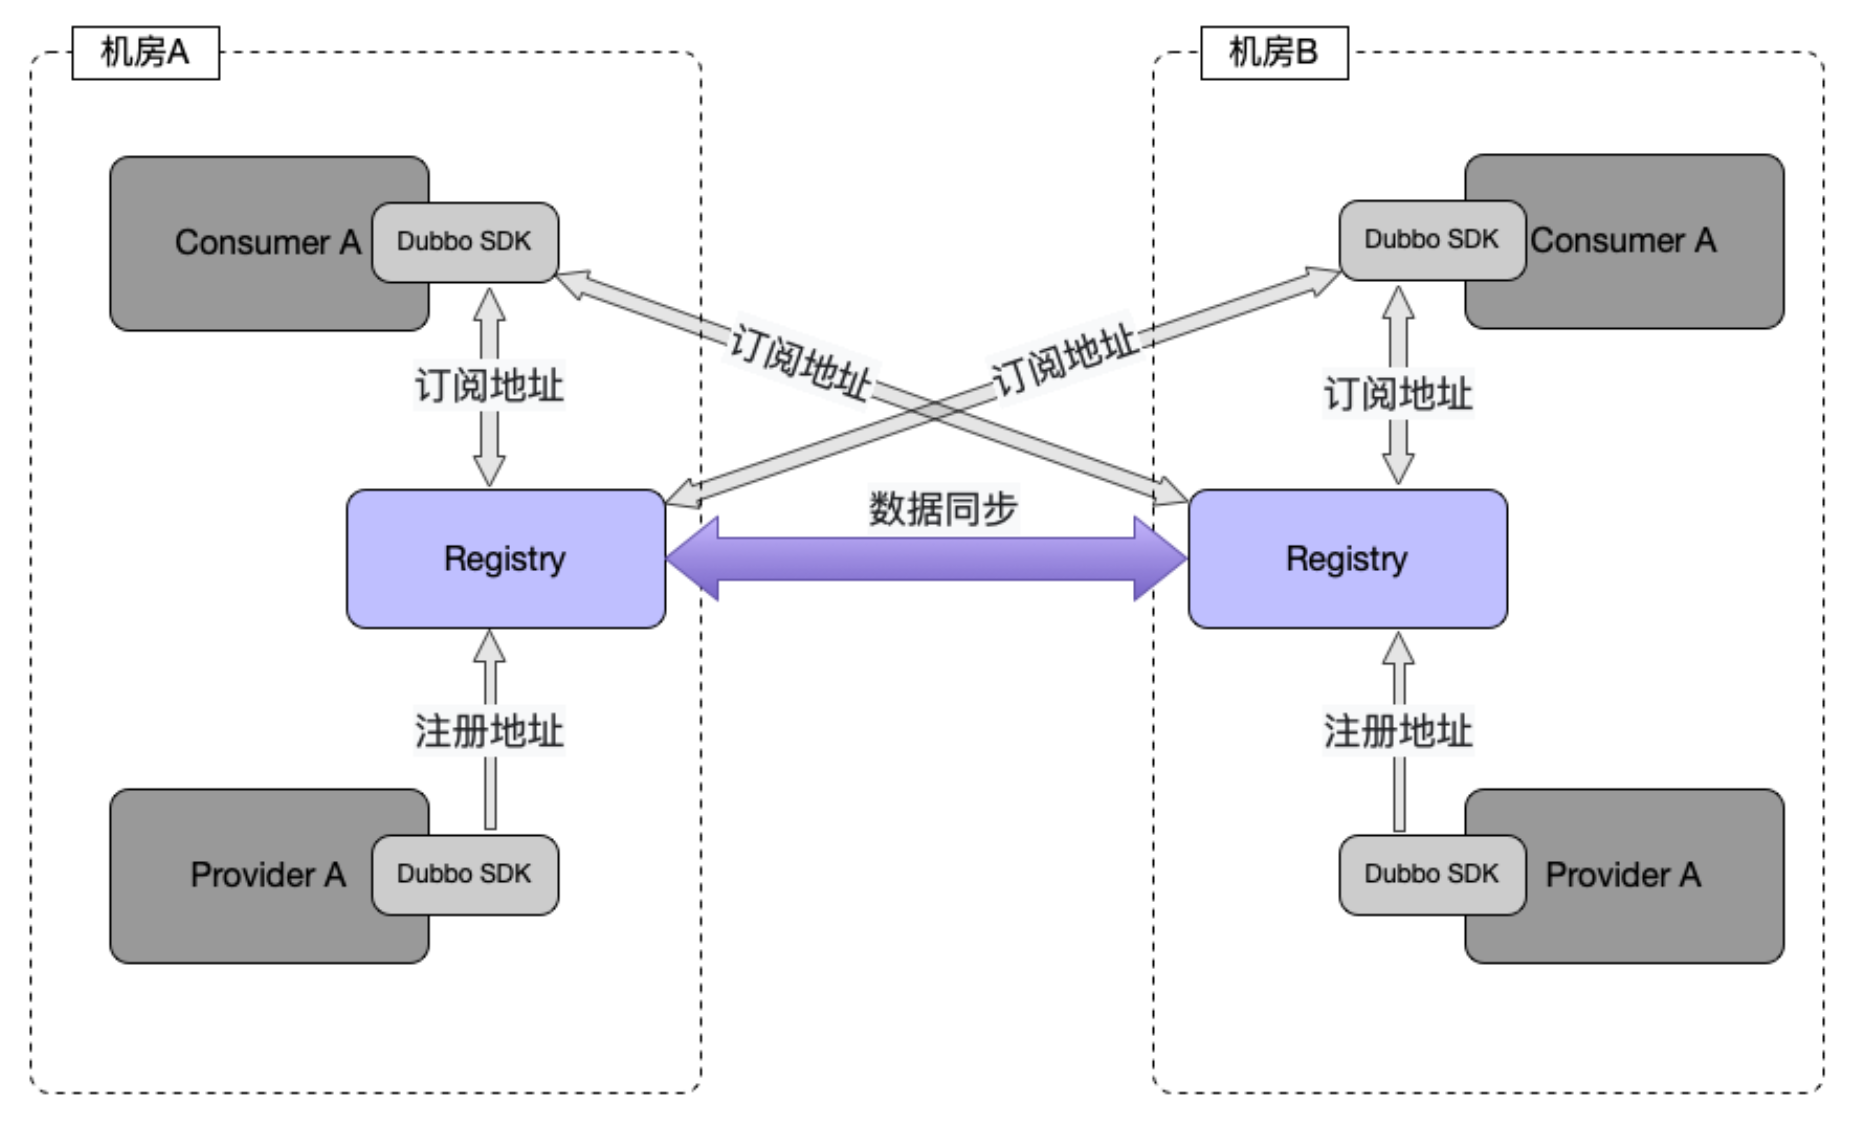 机房A
机房B
Consumer A
Dubbo SDK
Dubbo SDK
Consumer A
订阅地址
订阅地址
订阅地址
订阅地址
数据同步
Registry
Registry
注册地址
注册地址
Provider A
Dubbo SDK
Dubbo SDK
Provider A